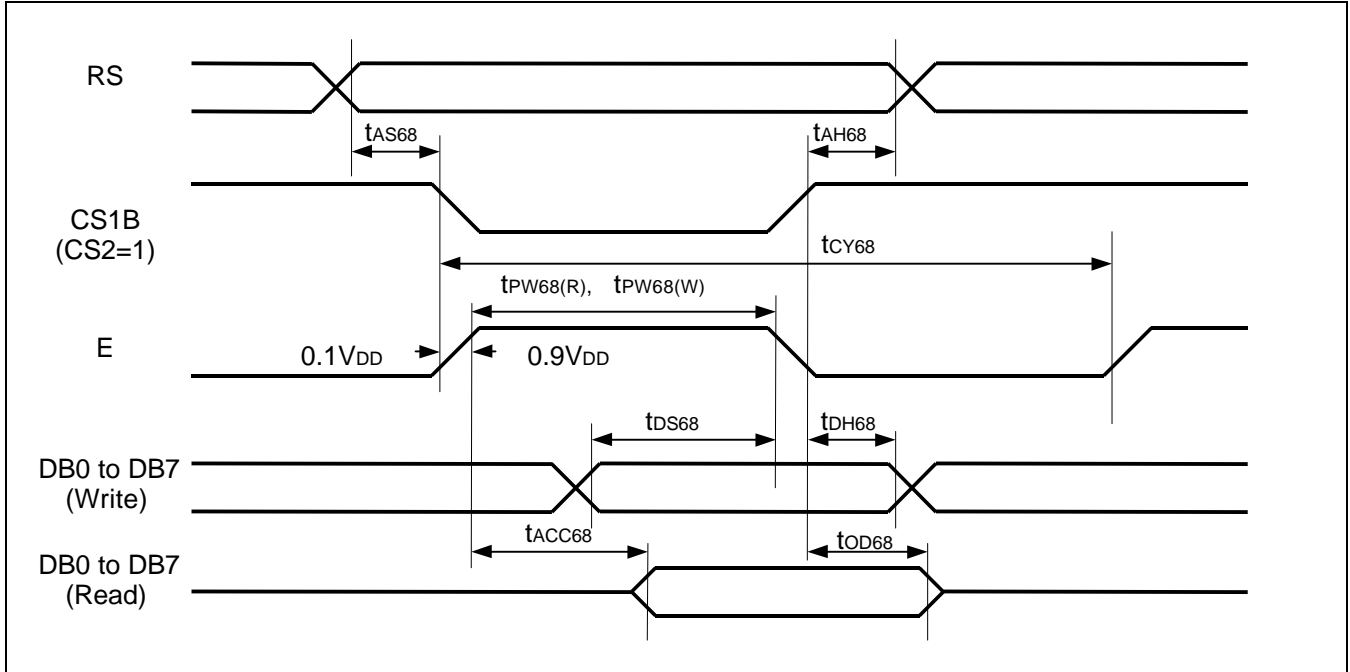 RS
tAS68
tAH68
CS1B
(CS2=1)
tCY68
tPW68(R), tPW68(W)
E
0.1VDD
0.9VDD
tDS68
tDH68
DB0 to DB7
(Write)
tACC68
tOD68
DB0 to DB7
(Read)